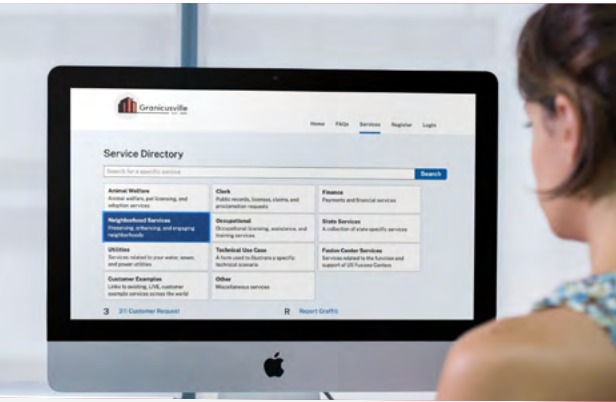 Granicusville
Home FAQs Services Register Login
Service Directory
Search for a specific service
Search
Animal Welfare
Animal welfare, pet licensing, and
adoption services
Clerk
Public records, licenses, claims, and
proclamation requests
Finance
Payments and financial services
Neighborhood Services
Preserving, enhancing, and engaging
neighborhoods
Occupational
Occupational licensing, assistance, and
training services
State Services
A collection of state specific services
Utilities
Services related to your water, sewer,
and power utilities
Technical Use Case
A form used to illustrate a specific
technical scenario
Fusion Center Services
Services related to the function and
support of US Fusion Centers
Customer Examples
Links to existing, LIVE, customer
example services across the world
Other
Miscellaneous services
3 311 Customer Request
R Report Graffiti